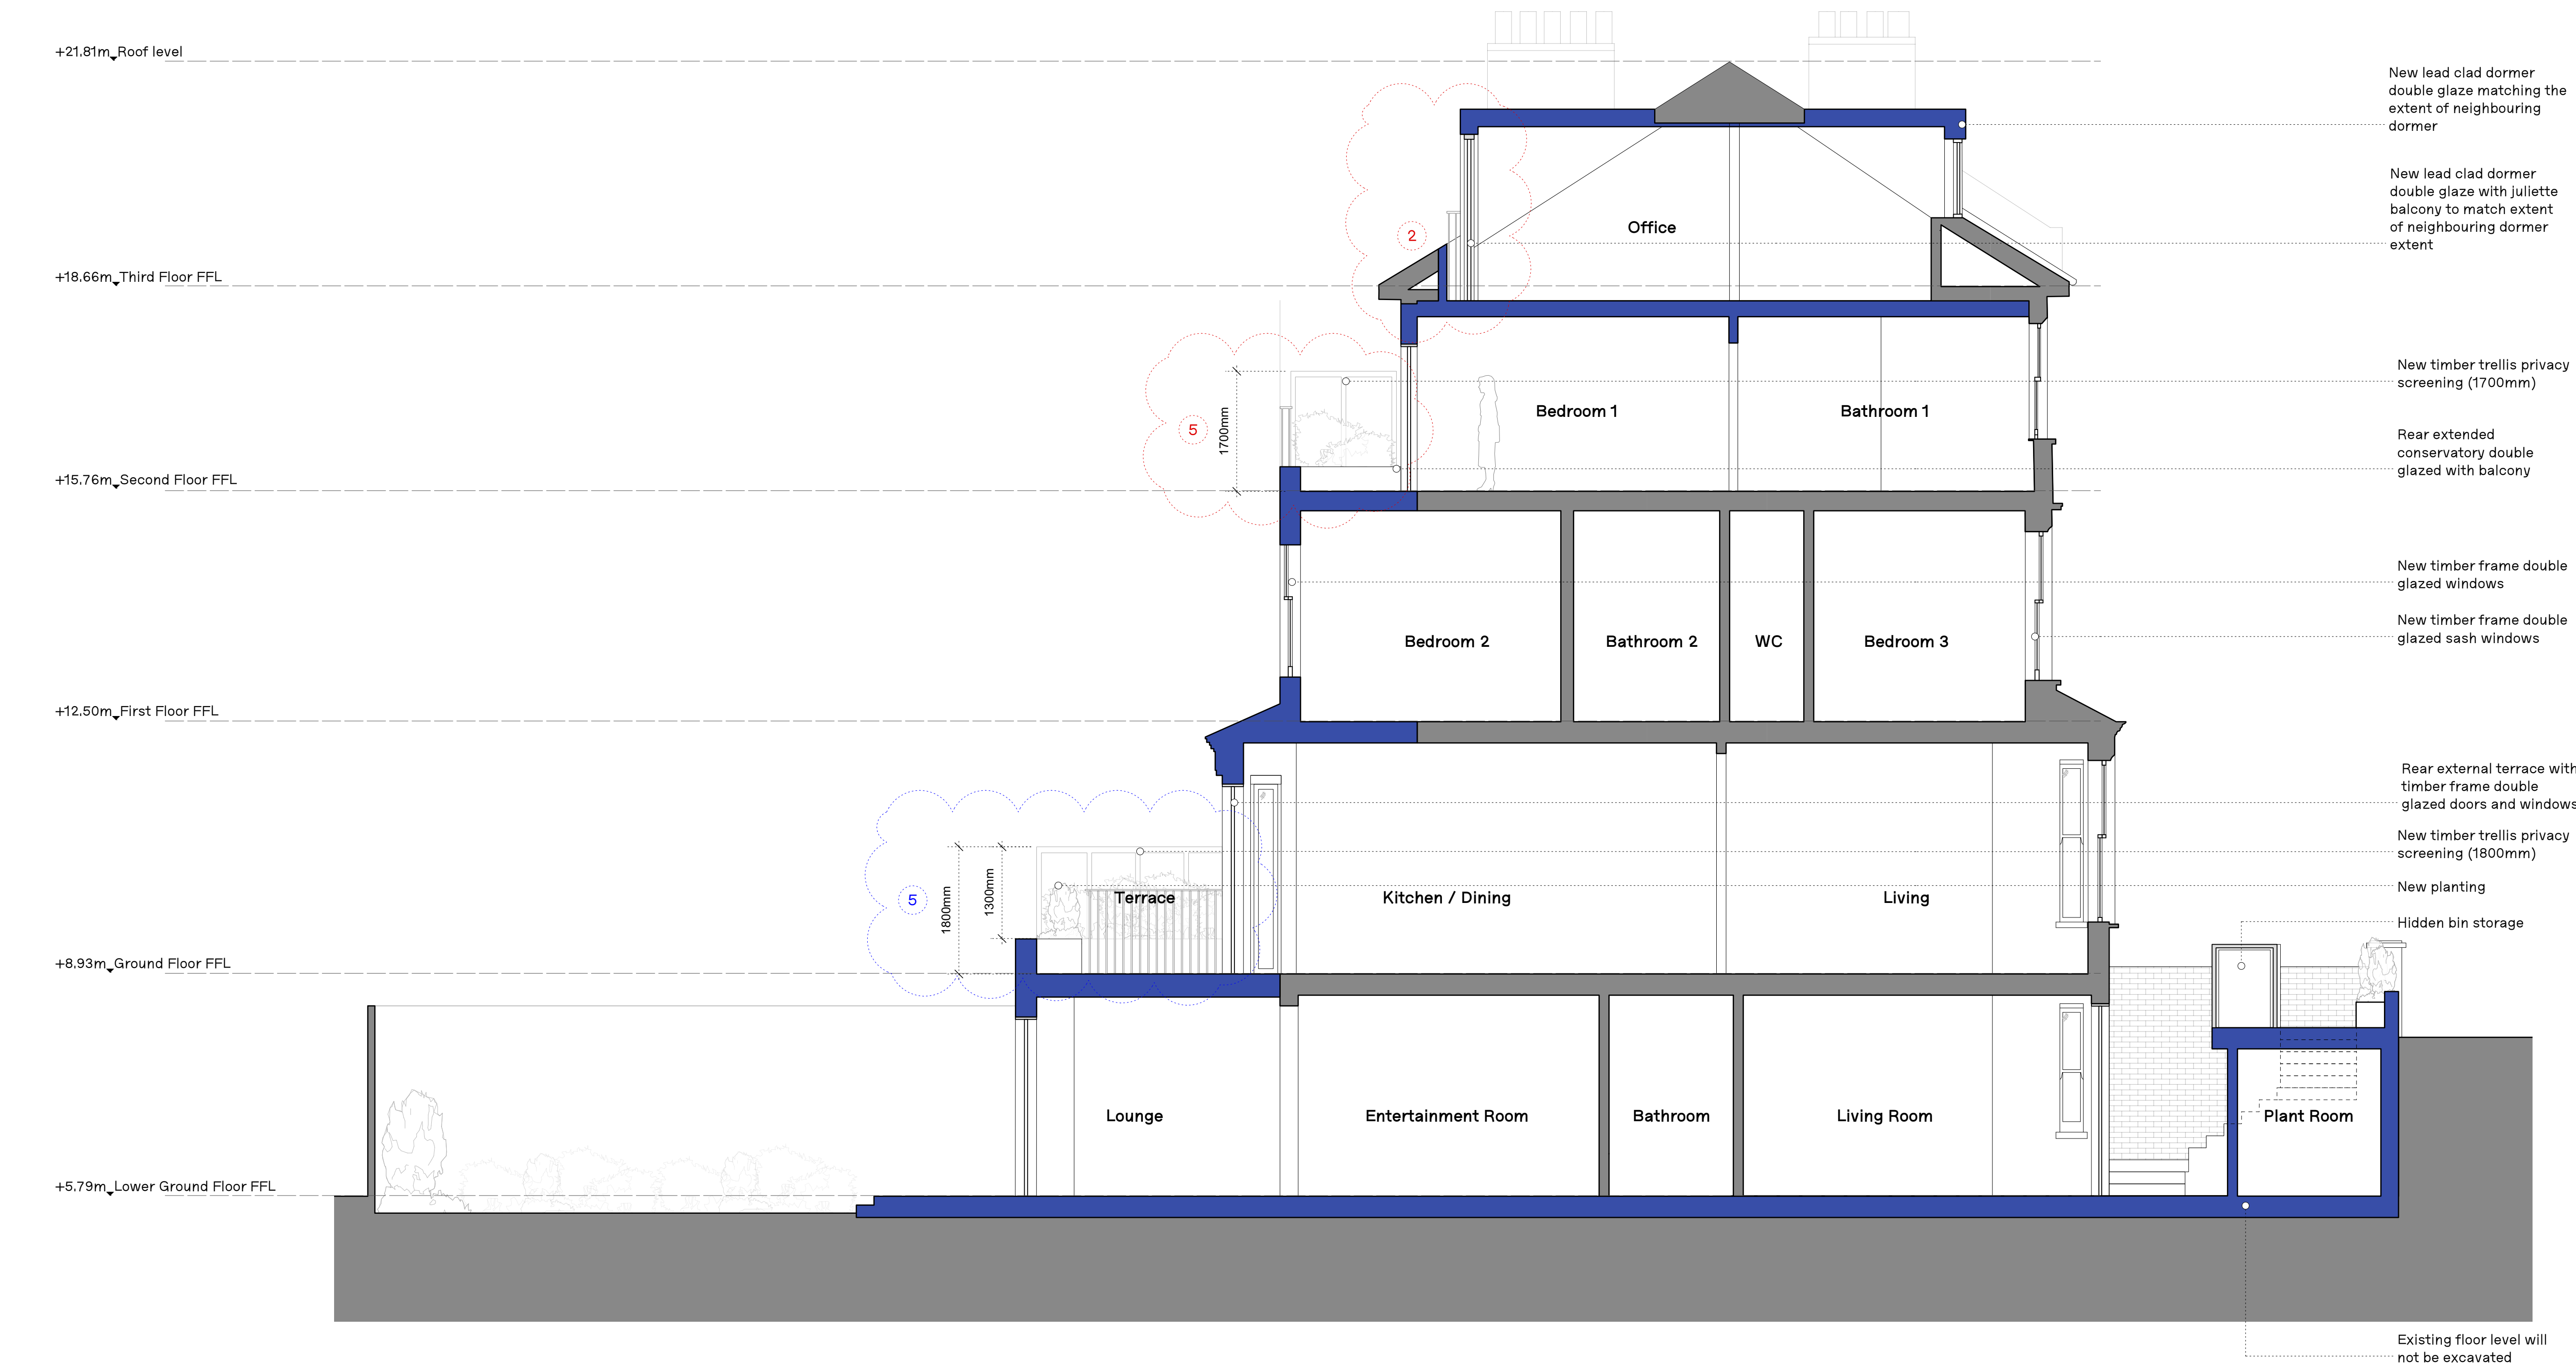 +21.81m Roof level
New lead clad dormer
double glaze matching the
extent of neighbouring
dormer
New lead clad dormer
double glaze with juliette
balcony to match extent
of neighbouring dormer
extent
Office
2
+18.66m Third Floor FFL
New timber trellis privacy
screening (1700mm)
5
1700mm
Bedroom 1
Bathroom 1
Rear extended
conservatory double
glazed with balcony
+15.76m Second Floor FFL
New timber frame double
glazed windows
New timber frame double
glazed sash windows
Bedroom 2
Bathroom 2
WC
Bedroom 3
+12.50m First Floor FFL
Rear external terrace with
timber frame double
glazed doors and windows
New timber trellis privacy
screening (1800mm)
New planting
5
1800mm
1300mm
Terrace
Kitchen / Dining
Living
Hidden bin storage
+8.93m Ground Floor FFL
Lounge
Entertainment Room
Bathroom
Living Room
Plant Room
+5.79m Lower Ground Floor FFL
Existing floor level will
not be excavated